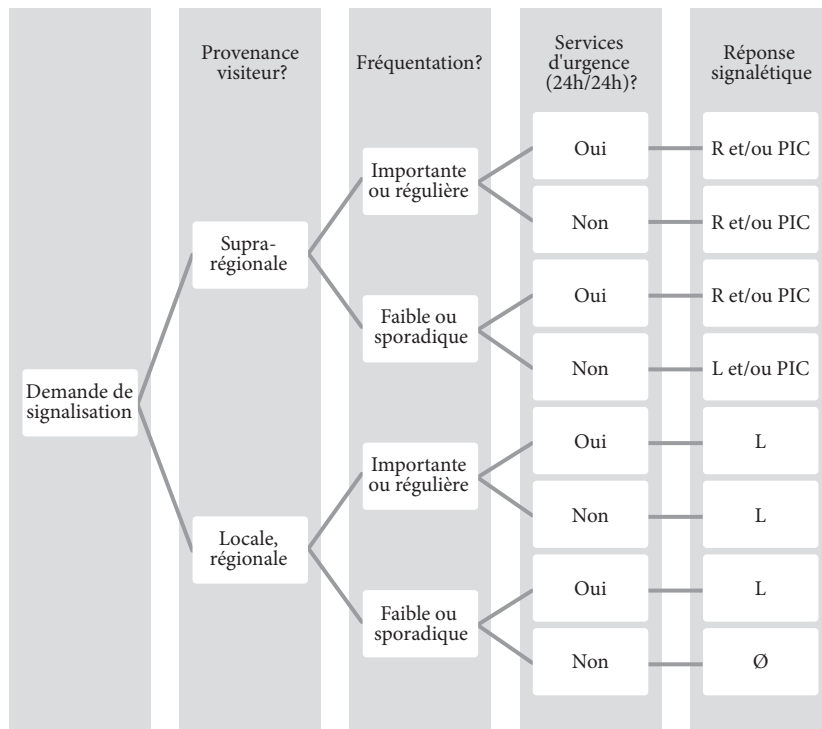 Provenance
visiteur?
Fréquentation?
Services
d'urgence
(24h/24h)?
Réponse
signalétique
Demande de
signalisation
Supra-
régionale
Locale,
régionale
Importante
ou régulière
Faible ou
sporadique
Importante
ou régulière
Faible ou
sporadique
Oui
R et/ou PIC
Non
R et/ou PIC
Oui
R et/ou PIC
Non
L et/ou PIC
Oui
L
Non
L
Oui
L
Non
Ø